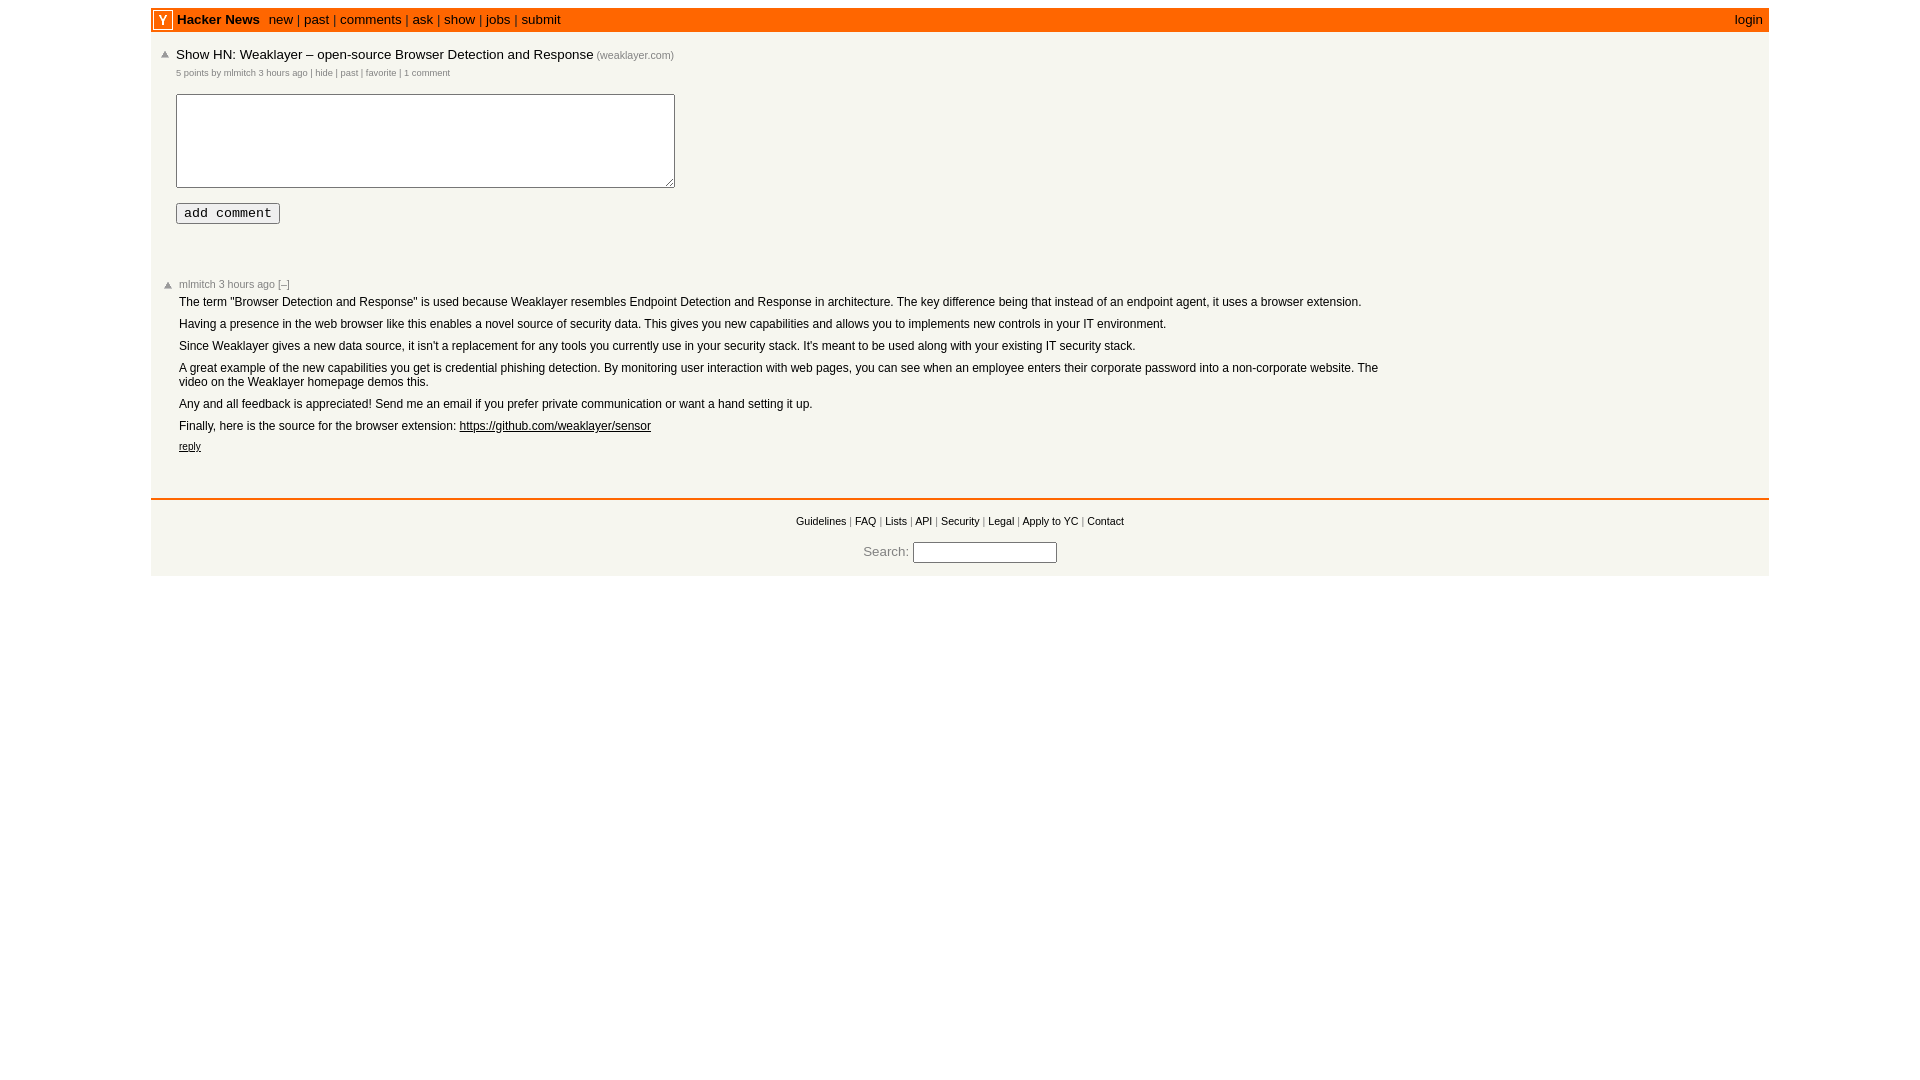 Y Hacker News new | past | comments | ask | show | jobs | submit login
Show HN: Weaklayer – open-source Browser Detection and Response (weaklayer.com)
5 points by mlmitch 3 hours ago | hide | past | favorite | 1 comment
add comment
mlmitch 3 hours ago [–]
The term "Browser Detection and Response" is used because Weaklayer resembles Endpoint Detection and Response in architecture. The key difference being that instead of an endpoint agent, it uses a browser extension.
Having a presence in the web browser like this enables a novel source of security data. This gives you new capabilities and allows you to implements new controls in your IT environment.
Since Weaklayer gives a new data source, it isn't a replacement for any tools you currently use in your security stack. It's meant to be used along with your existing IT security stack.
A great example of the new capabilities you get is credential phishing detection. By monitoring user interaction with web pages, you can see when an employee enters their corporate password into a non-corporate website. The
video on the Weaklayer homepage demos this.
Any and all feedback is appreciated! Send me an email if you prefer private communication or want a hand setting it up.
Finally, here is the source for the browser extension: https://github.com/weaklayer/sensor
reply
Guidelines | FAQ | Lists | API | Security | Legal | Apply to YC | Contact
Search: